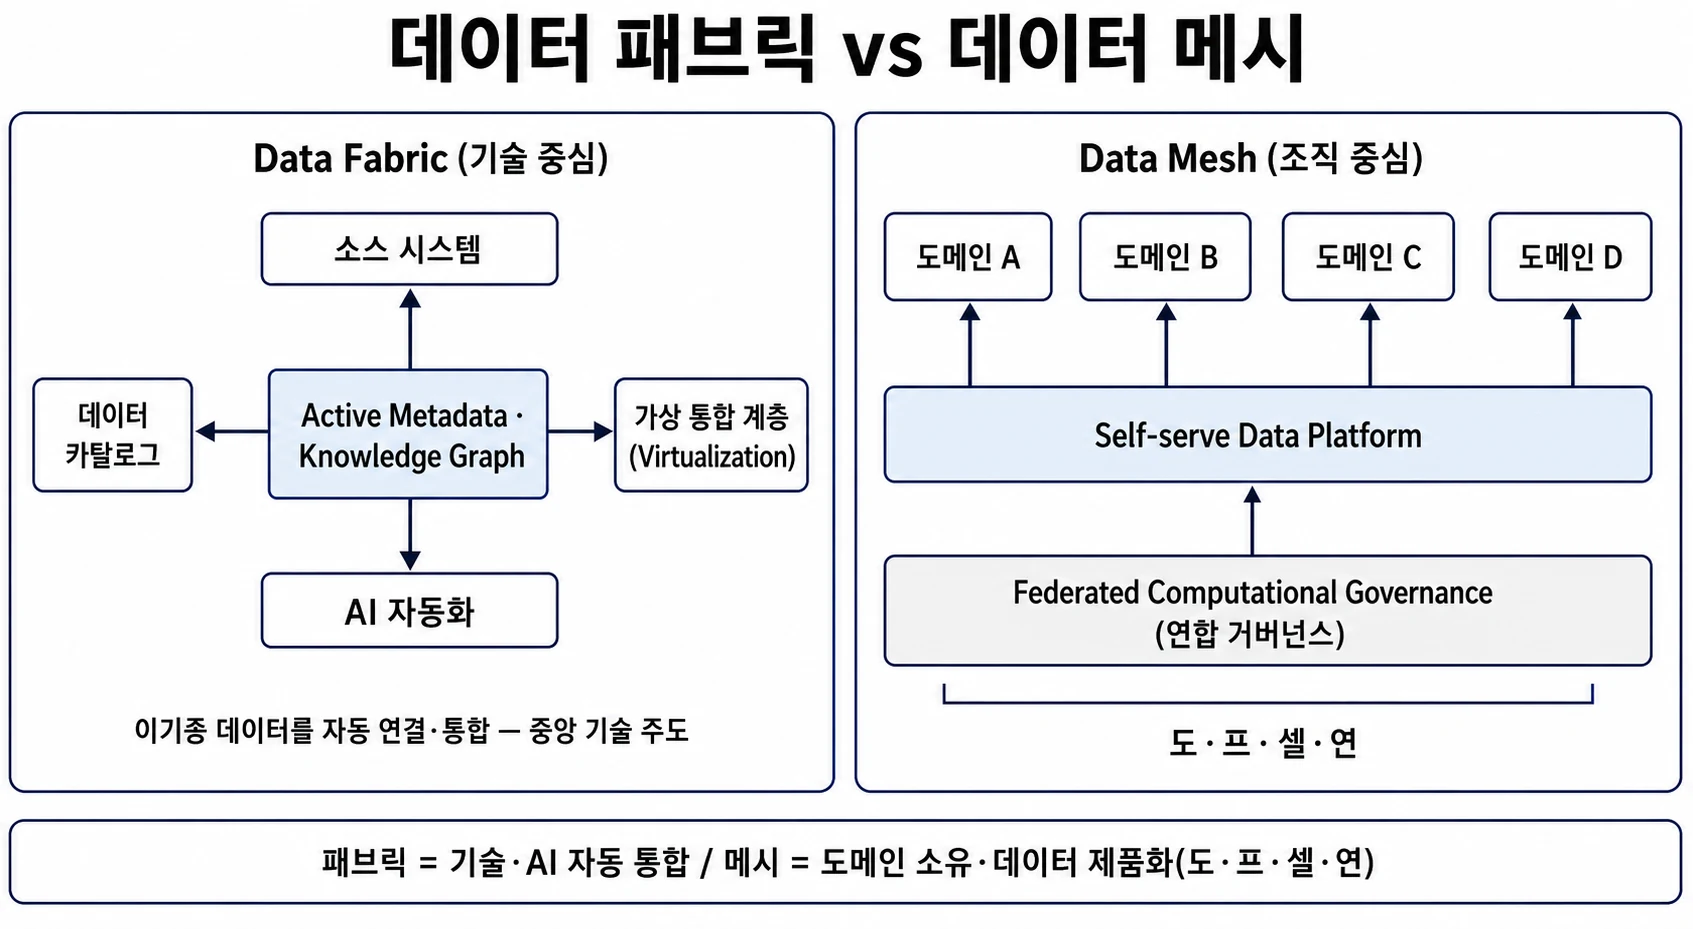 데이터 패브릭 vs 데이터 메시
Data Fabric (기술 중심)
소스 시스템
데이터
카탈로그
Active Metadata ·
Knowledge Graph
가상 통합 계층
(Virtualization)
AI 자동화
이기종 데이터를 자동 연결·통합 — 중앙 기술 주도
Data Mesh (조직 중심)
도메인 A
도메인 B
도메인 C
도메인 D
Self-serve Data Platform
Federated Computational Governance
(연합 거버넌스)
도 · 프 · 셀 · 연
패브릭 = 기술·AI 자동 통합 / 메시 = 도메인 소유·데이터 제품화(도·프·셀·연)